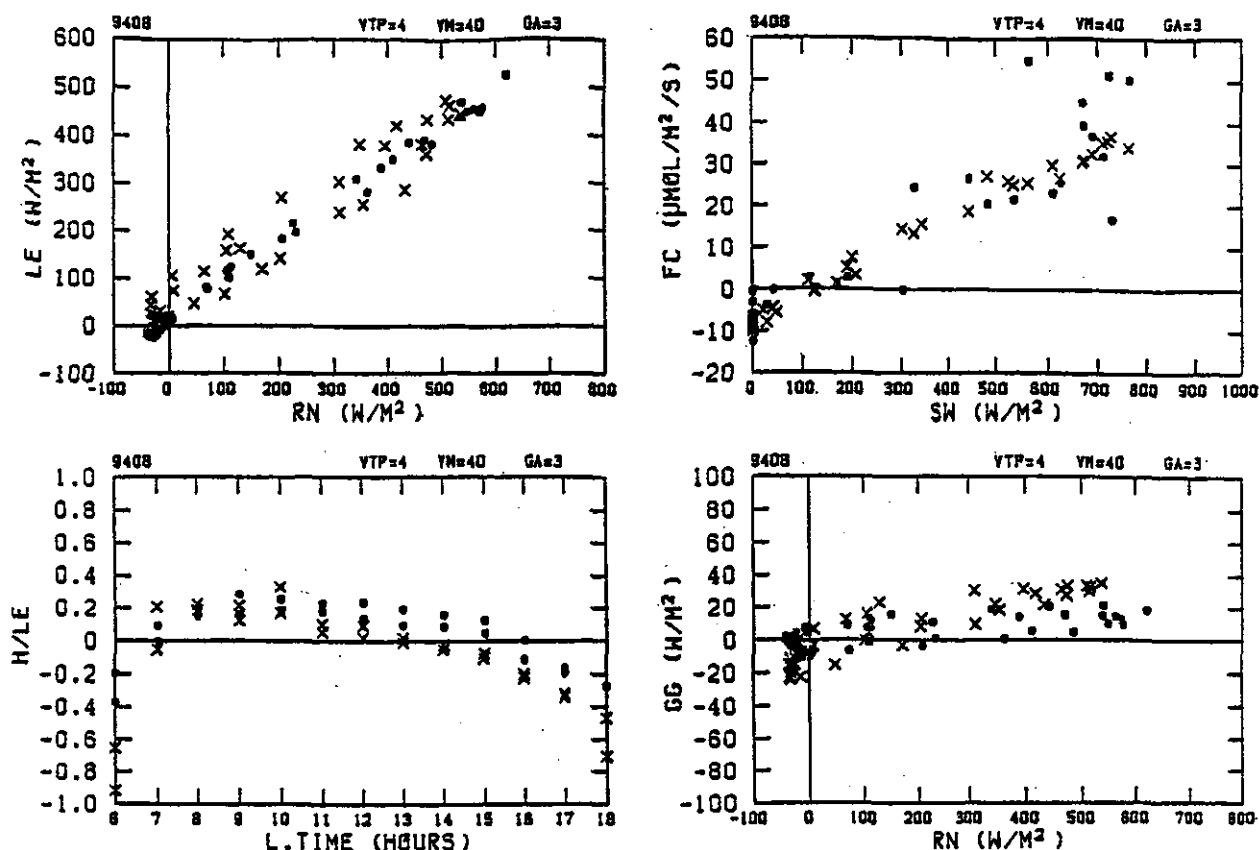 9408 VTP=4 VM=40 GA=3
600
500
400
300
200
100
0
-100
LE (W/M²)
-100 0 100 200 300 400 500 600 700 800
RN (W/M²)
9408 VTP=4 VM=40 GA=3
60
50
40
30
20
10
0
-10
-20
FC (µMOL/M²/S)
0 100 200 300 400 500 600 700 800 900 1000
SW (W/M²)
9408 VTP=4 VM=40 GA=3
1.0
0.8
0.6
0.4
0.2
0
-0.2
-0.4
-0.6
-0.8
-1.0
H/LE
6 7 8 9 10 11 12 13 14 15 16 17 18
L.TIME (HOURS)
9408 VTP=4 VM=40 GA=3
100
80
60
40
20
0
-20
-40
-60
-80
-100
GG (W/M²)
-100 0 100 200 300 400 500 600 700 800
RN (W/M²)